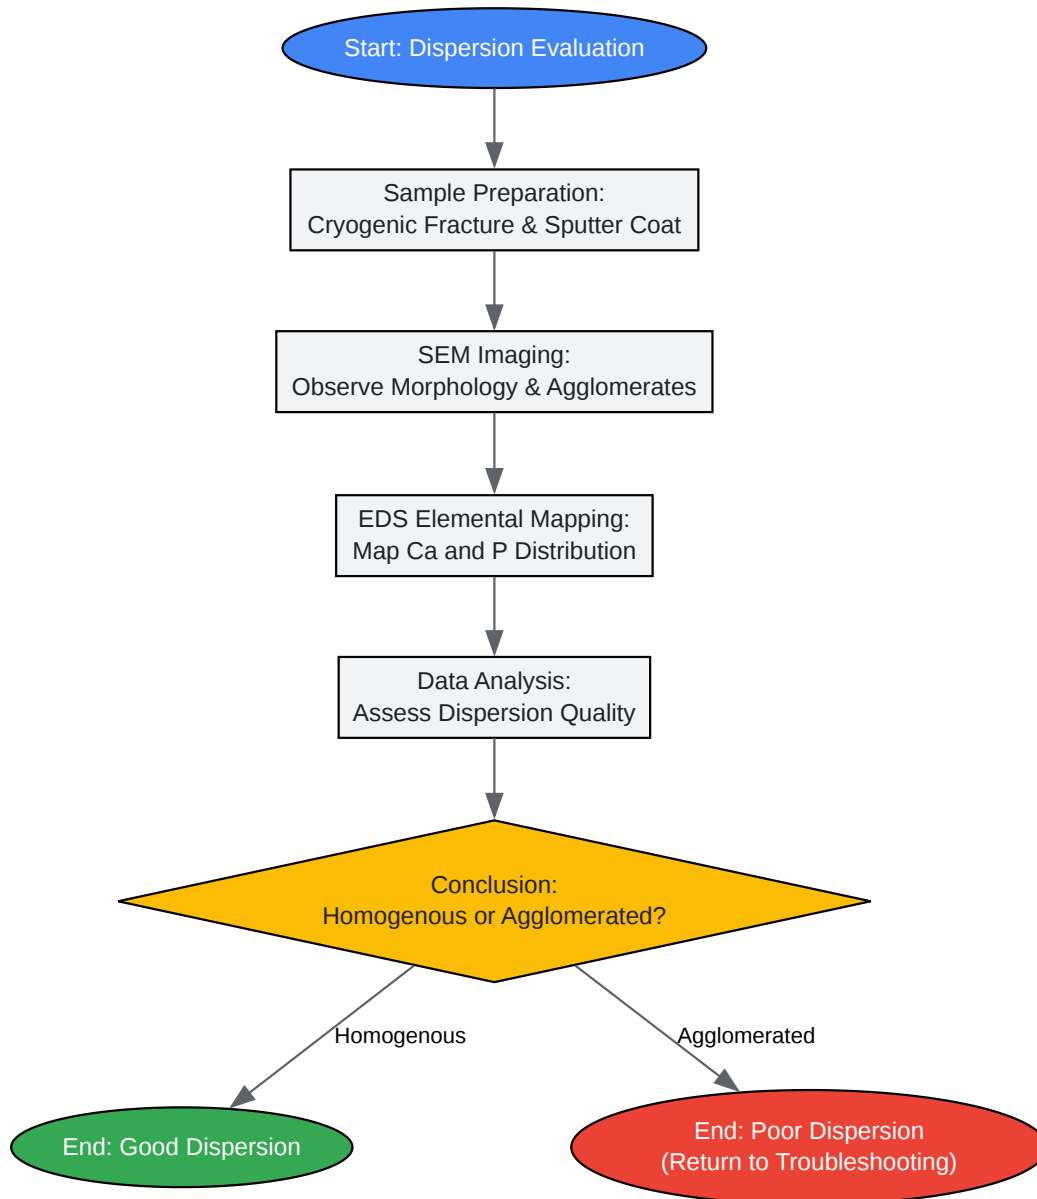 Start: Dispersion Evaluation
Sample Preparation:
Cryogenic Fracture & Sputter Coat
SEM Imaging:
Observe Morphology & Agglomerates
EDS Elemental Mapping:
Map Ca and P Distribution
Data Analysis:
Assess Dispersion Quality
Conclusion:
Homogenous or Agglomerated?
Homogenous
Agglomerated
End: Good Dispersion
End: Poor Dispersion
(Return to Troubleshooting)